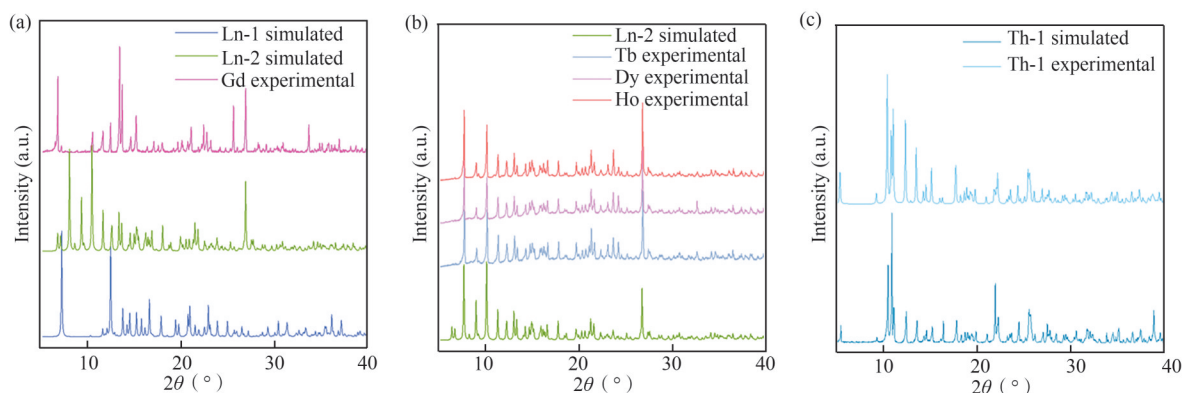 (a)
Ln-1 simulated
Ln-2 simulated
Gd experimental
Intensity (a.u.)
10 20 30 40
2θ (°)
(b)
Ln-2 simulated
Tb experimental
Dy experimental
Ho experimental
Intensity (a.u.)
10 20 30 40
2θ (°)
(c)
Th-1 simulated
Th-1 experimental
Intensity (a.u.)
10 20 30 40
2θ (°)